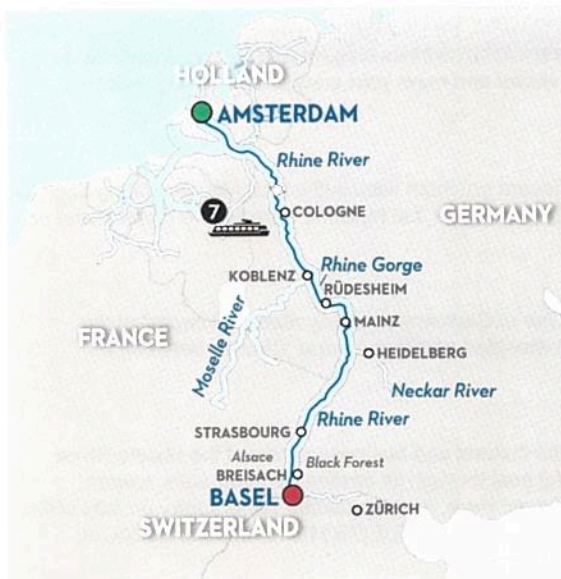 HOLLAND
AMSTERDAM
Rhine River
7
COLOGNE
GERMANY
KOBLENZ
Rhine Gorge
RÜDESHEIM
MAINZ
FRANCE
Moselle River
HEIDELBERG
Neckar River
Rhine River
STRASBOURG
Alsace
Black Forest
BREISACH
BASEL
ZÜRICH
SWITZERLAND